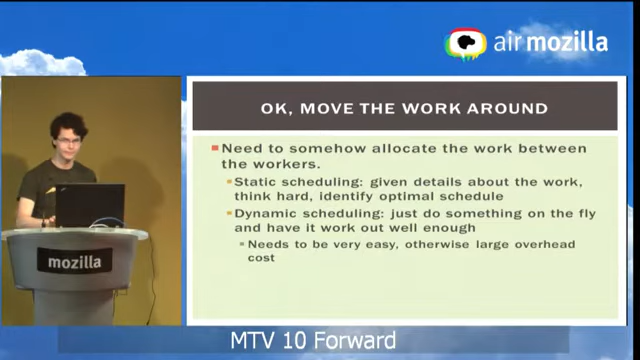 air mozilla
OK, MOVE THE WORK AROUND
Need to somehow allocate the work between
the workers.
Static scheduling: given details about the work,
think hard, identify optimal schedule
Dynamic scheduling: just do something on the fly
and have it work out well enough
Needs to be very easy, otherwise large overhead
cost
mozilla
MTV 10 Forward